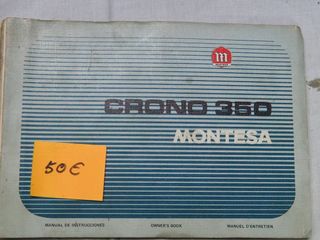 m
CRONO 350
MONTESA
50€
MANUAL DE INSTRUCCIONES OWNER'S BOOK MANUEL D'ENTRETIEN